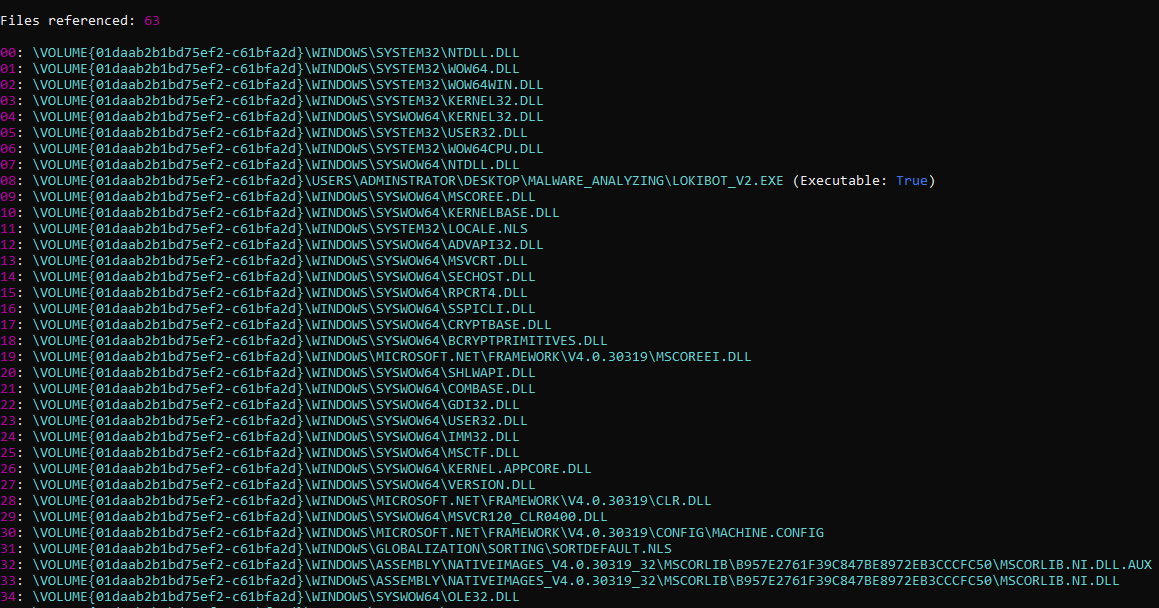 Files referenced: 63
00: \VOLUME{01daab2b1bd75ef2-c61bfa2d}\WINDOWS\SYSTEM32\NTDLL.DLL
01: \VOLUME{01daab2b1bd75ef2-c61bfa2d}\WINDOWS\SYSTEM32\WOW64.DLL
02: \VOLUME{01daab2b1bd75ef2-c61bfa2d}\WINDOWS\SYSTEM32\WOW64WIN.DLL
03: \VOLUME{01daab2b1bd75ef2-c61bfa2d}\WINDOWS\SYSTEM32\KERNEL32.DLL
04: \VOLUME{01daab2b1bd75ef2-c61bfa2d}\WINDOWS\SYSWOW64\KERNEL32.DLL
05: \VOLUME{01daab2b1bd75ef2-c61bfa2d}\WINDOWS\SYSTEM32\USER32.DLL
06: \VOLUME{01daab2b1bd75ef2-c61bfa2d}\WINDOWS\SYSTEM32\WOW64CPU.DLL
07: \VOLUME{01daab2b1bd75ef2-c61bfa2d}\WINDOWS\SYSWOW64\NTDLL.DLL
08: \VOLUME{01daab2b1bd75ef2-c61bfa2d}\USERS\ADMINSTRATOR\DESKTOP\MALWARE_ANALYZING\LOKIBOT_V2.EXE (Executable: True)
09: \VOLUME{01daab2b1bd75ef2-c61bfa2d}\WINDOWS\SYSWOW64\MSCOREE.DLL
10: \VOLUME{01daab2b1bd75ef2-c61bfa2d}\WINDOWS\SYSWOW64\KERNELBASE.DLL
11: \VOLUME{01daab2b1bd75ef2-c61bfa2d}\WINDOWS\SYSTEM32\LOCALE.NLS
12: \VOLUME{01daab2b1bd75ef2-c61bfa2d}\WINDOWS\SYSWOW64\ADVAPI32.DLL
13: \VOLUME{01daab2b1bd75ef2-c61bfa2d}\WINDOWS\SYSWOW64\MSVCRT.DLL
14: \VOLUME{01daab2b1bd75ef2-c61bfa2d}\WINDOWS\SYSWOW64\SECHOST.DLL
15: \VOLUME{01daab2b1bd75ef2-c61bfa2d}\WINDOWS\SYSWOW64\RPCRT4.DLL
16: \VOLUME{01daab2b1bd75ef2-c61bfa2d}\WINDOWS\SYSWOW64\SSPICLI.DLL
17: \VOLUME{01daab2b1bd75ef2-c61bfa2d}\WINDOWS\SYSWOW64\CRYPTBASE.DLL
18: \VOLUME{01daab2b1bd75ef2-c61bfa2d}\WINDOWS\SYSWOW64\BCRYPTPRIMITIVES.DLL
19: \VOLUME{01daab2b1bd75ef2-c61bfa2d}\WINDOWS\MICROSOFT.NET\FRAMEWORK\V4.0.30319\MSCOREEI.DLL
20: \VOLUME{01daab2b1bd75ef2-c61bfa2d}\WINDOWS\SYSWOW64\SHLWAPI.DLL
21: \VOLUME{01daab2b1bd75ef2-c61bfa2d}\WINDOWS\SYSWOW64\COMBASE.DLL
22: \VOLUME{01daab2b1bd75ef2-c61bfa2d}\WINDOWS\SYSWOW64\GDI32.DLL
23: \VOLUME{01daab2b1bd75ef2-c61bfa2d}\WINDOWS\SYSWOW64\USER32.DLL
24: \VOLUME{01daab2b1bd75ef2-c61bfa2d}\WINDOWS\SYSWOW64\IMM32.DLL
25: \VOLUME{01daab2b1bd75ef2-c61bfa2d}\WINDOWS\SYSWOW64\MSCTF.DLL
26: \VOLUME{01daab2b1bd75ef2-c61bfa2d}\WINDOWS\SYSWOW64\KERNEL.APPCORE.DLL
27: \VOLUME{01daab2b1bd75ef2-c61bfa2d}\WINDOWS\SYSWOW64\VERSION.DLL
28: \VOLUME{01daab2b1bd75ef2-c61bfa2d}\WINDOWS\MICROSOFT.NET\FRAMEWORK\V4.0.30319\CLR.DLL
29: \VOLUME{01daab2b1bd75ef2-c61bfa2d}\WINDOWS\SYSWOW64\MSVCR120_CLR0400.DLL
30: \VOLUME{01daab2b1bd75ef2-c61bfa2d}\WINDOWS\MICROSOFT.NET\FRAMEWORK\V4.0.30319\CONFIG\MACHINE.CONFIG
31: \VOLUME{01daab2b1bd75ef2-c61bfa2d}\WINDOWS\GLOBALIZATION\SORTING\SORTDEFAULT.NLS
32: \VOLUME{01daab2b1bd75ef2-c61bfa2d}\WINDOWS\ASSEMBLY\NATIVEIMAGES_V4.0.30319_32\MSCORLIB\B957E2761F39C847BE8972EB3CCCFC50\MSCORLIB.NI.DLL.AUX
33: \VOLUME{01daab2b1bd75ef2-c61bfa2d}\WINDOWS\ASSEMBLY\NATIVEIMAGES_V4.0.30319_32\MSCORLIB\B957E2761F39C847BE8972EB3CCCFC50\MSCORLIB.NI.DLL
34: \VOLUME{01daab2b1bd75ef2-c61bfa2d}\WINDOWS\SYSWOW64\OLE32.DLL